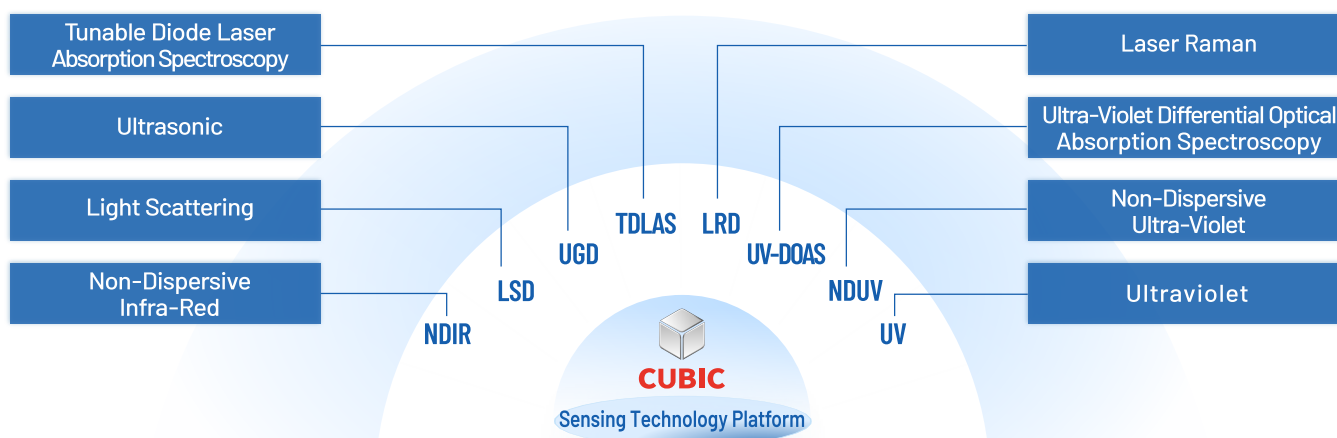 Tunable Diode Laser
Absorption Spectroscopy
Ultrasonic
Light Scattering
Non-Dispersive
Infra-Red
Laser Raman
Ultra-Violet Differential Optical
Absorption Spectroscopy
Non-Dispersive
Ultra-Violet
Ultraviolet
TDLAS
LRD
UGD
UV-DOAS
LSD
NDUV
NDIR
UV
CUBIC
Sensing Technology Platform